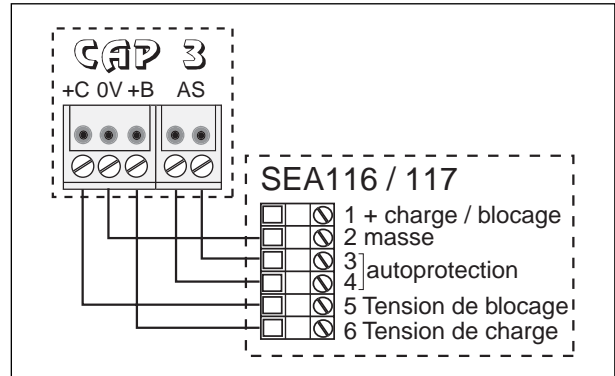 CAP 3
+C 0V +B AS
SEA116 / 117
1 + charge / blocage
2 masse
3
4
autoprotection
5 Tension de blocage
6 Tension de charge